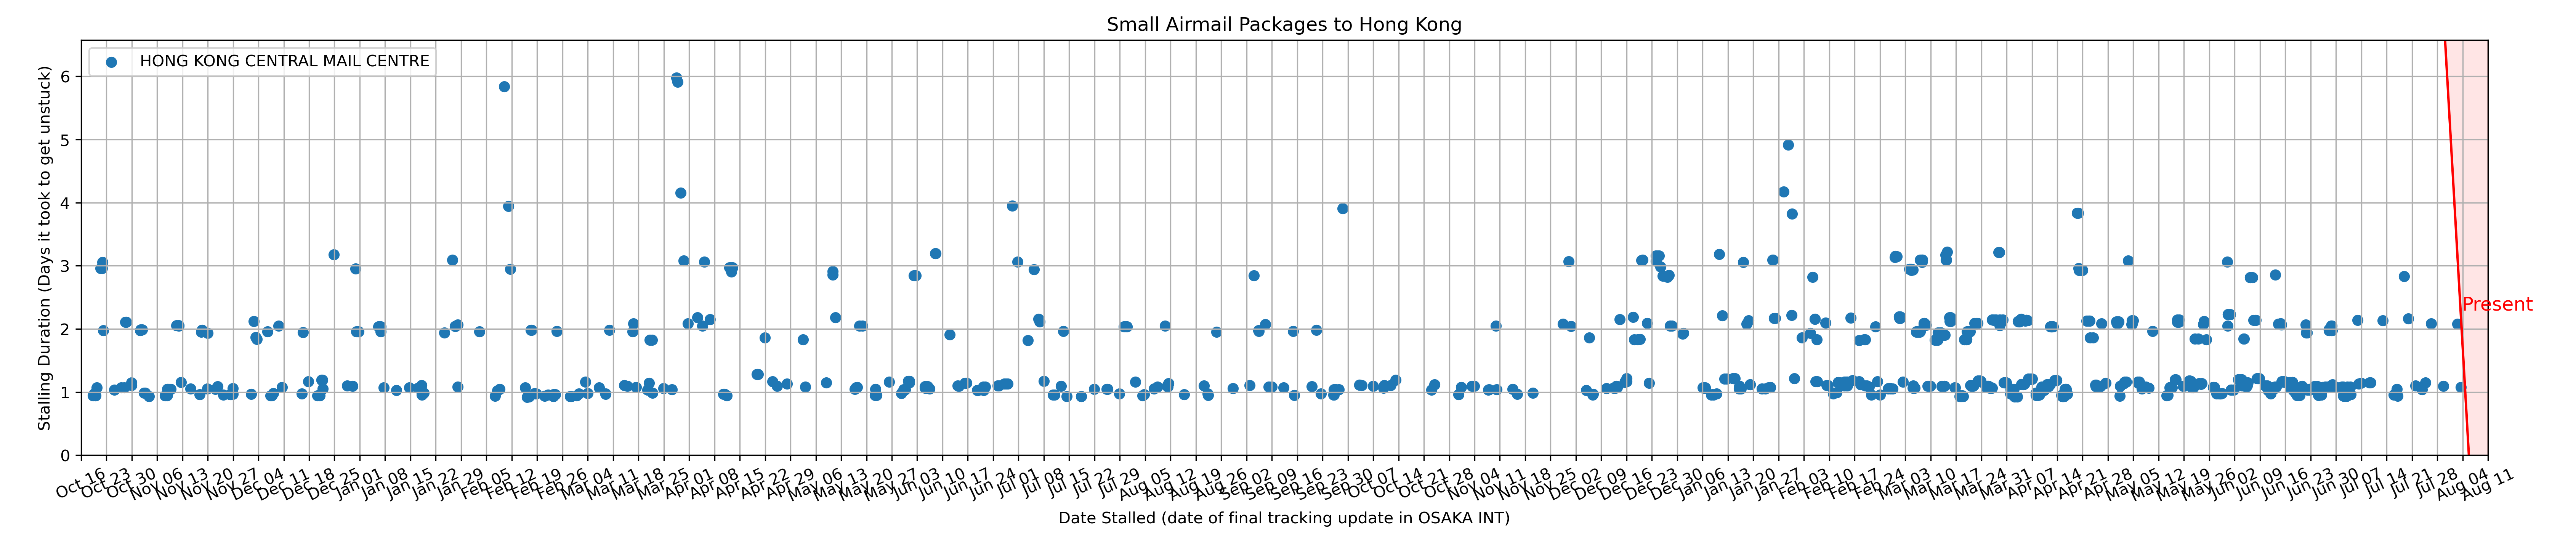 Small Airmail Packages to Hong Kong
HONG KONG CENTRAL MAIL CENTRE
Stalling Duration (Days it took to get unstuck)
6
5
4
3
2
1
0
Present
Oct 16
Oct 23
Oct 30
Nov 06
Nov 13
Nov 20
Nov 27
Dec 04
Dec 11
Dec 18
Dec 25
Jan 01
Jan 08
Jan 15
Jan 22
Jan 29
Feb 05
Feb 12
Feb 19
Feb 26
Mar 04
Mar 11
Mar 18
Mar 25
Apr 01
Apr 08
Apr 15
Apr 22
Apr 29
May 06
May 13
May 20
May 27
Jun 03
Jun 10
Jun 17
Jun 24
Jul 01
Jul 08
Jul 15
Jul 22
Jul 29
Aug 05
Aug 12
Aug 19
Aug 26
Sep 02
Sep 09
Sep 16
Sep 23
Sep 30
Oct 07
Oct 14
Oct 21
Oct 28
Nov 04
Nov 11
Nov 18
Nov 25
Dec 02
Dec 09
Dec 16
Dec 23
Dec 30
Jan 06
Jan 13
Jan 20
Jan 27
Feb 03
Feb 10
Feb 17
Feb 24
Mar 03
Mar 10
Mar 17
Mar 24
Mar 31
Apr 07
Apr 14
Apr 21
Apr 28
May 05
May 12
May 19
May 26
Jun 02
Jun 09
Jun 16
Jun 23
Jun 30
Jul 07
Jul 14
Jul 21
Jul 28
Aug 04
Aug 11
Date Stalled (date of final tracking update in OSAKA INT)